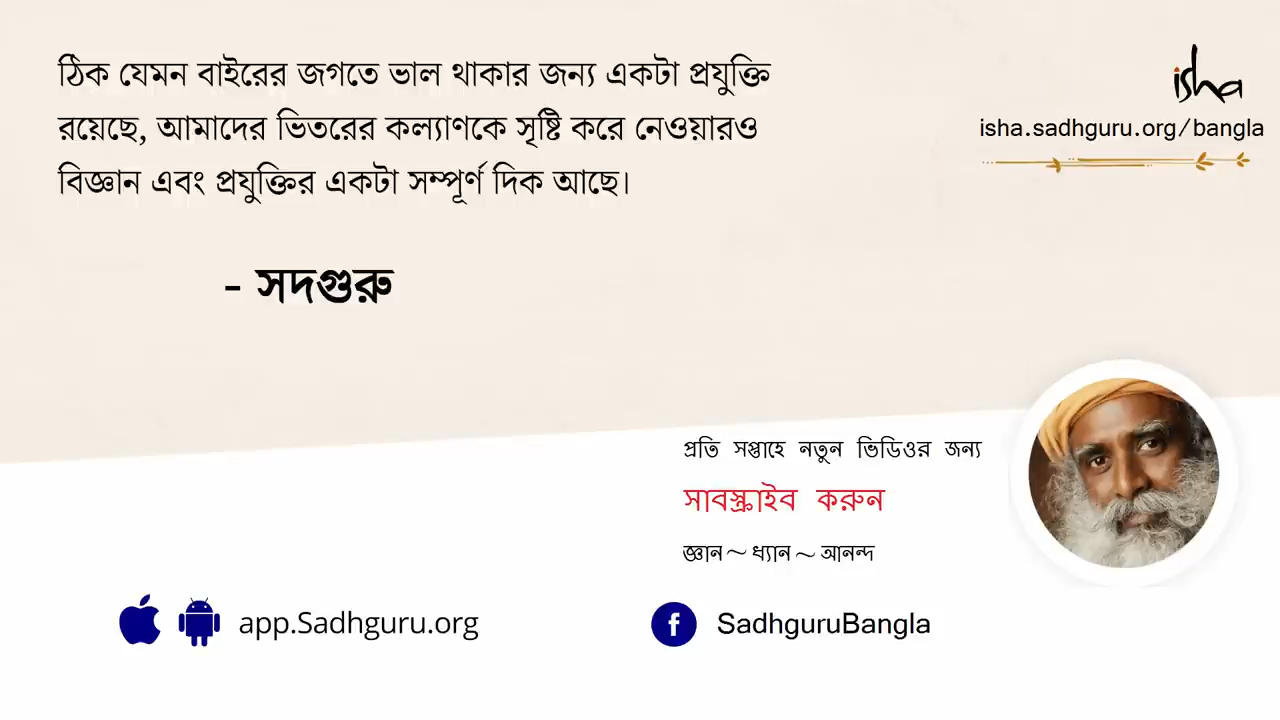 ঠিক যেমন বাইরের জগতে ভাল থাকার জন্য একটা প্রযুক্তি
রয়েছে, আমাদের ভিতরের কল্যাণকে সৃষ্টি করে নেওয়ারও
বিজ্ঞান এবং প্রযুক্তির একটা সম্পূর্ণ দিক আছে।
- সদগুরু
isha
isha.sadhguru.org/bangla
প্রতি সপ্তাহে নতুন ভিডিওর জন্য
সাবস্ক্রাইব করুন
জ্ঞান ~ ধ্যান ~ আনন্দ
app.Sadhguru.org
f SadhguruBangla